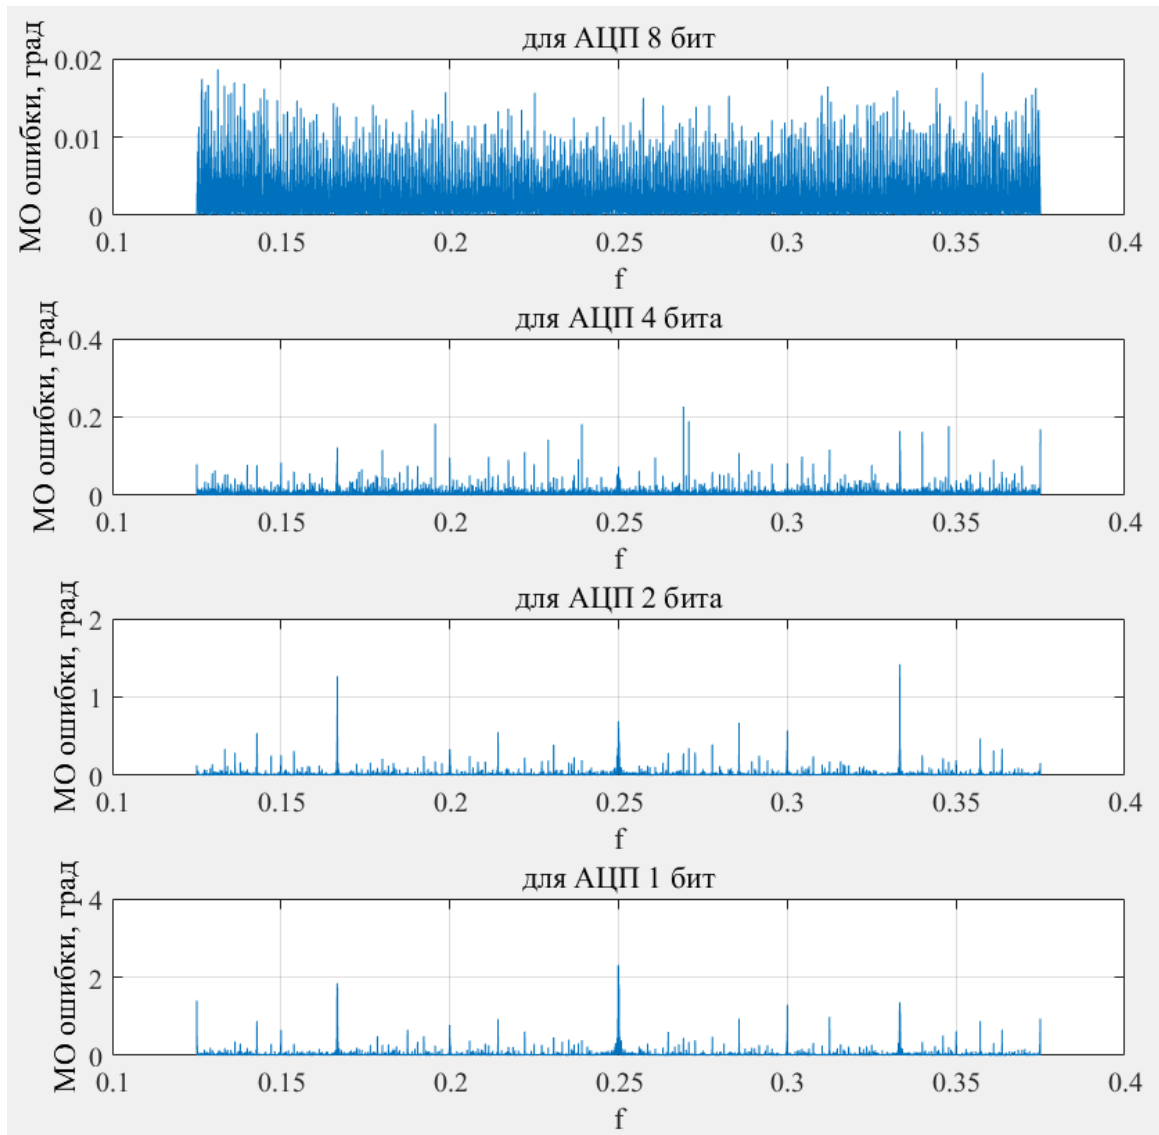 для АЦП 8 бит
МО ошибки, град
0.02
0.01
0
0.1 0.15 0.2 0.25 0.3 0.35 0.4
f
для АЦП 4 бита
МО ошибки, град
0.4
0.2
0
0.1 0.15 0.2 0.25 0.3 0.35 0.4
f
для АЦП 2 бита
МО ошибки, град
2
1
0
0.1 0.15 0.2 0.25 0.3 0.35 0.4
f
для АЦП 1 бит
МО ошибки, град
4
2
0
0.1 0.15 0.2 0.25 0.3 0.35 0.4
f